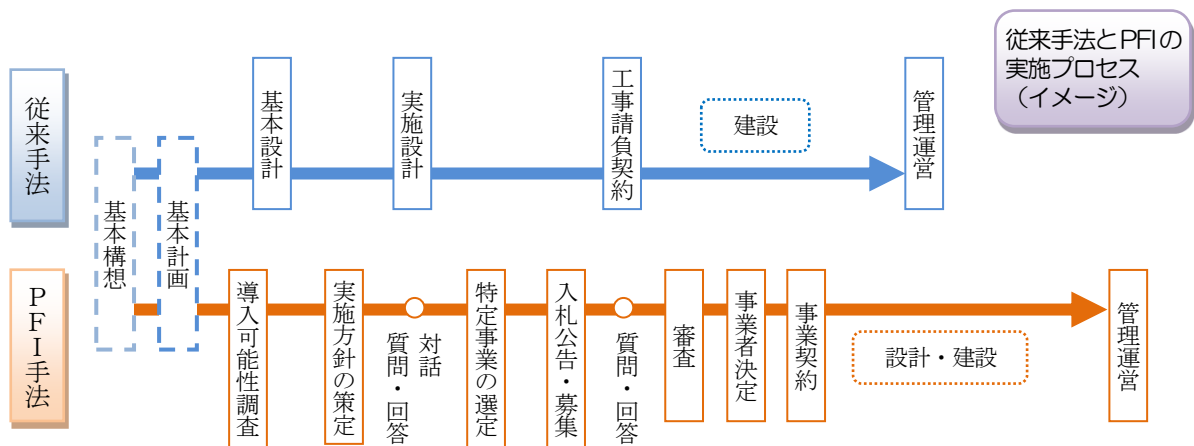 従来手法とPFIの
実施プロセス
(イメージ)
従来手法
基本構想
基本計画
基本設計
実施設計
工事請負契約
建設
管理運営
PFI手法
導入可能性調査
実施方針の策定
対話
質問・回答
特定事業の選定
入札公告・募集
質問・回答
審査
事業者決定
事業契約
設計・建設
管理運営